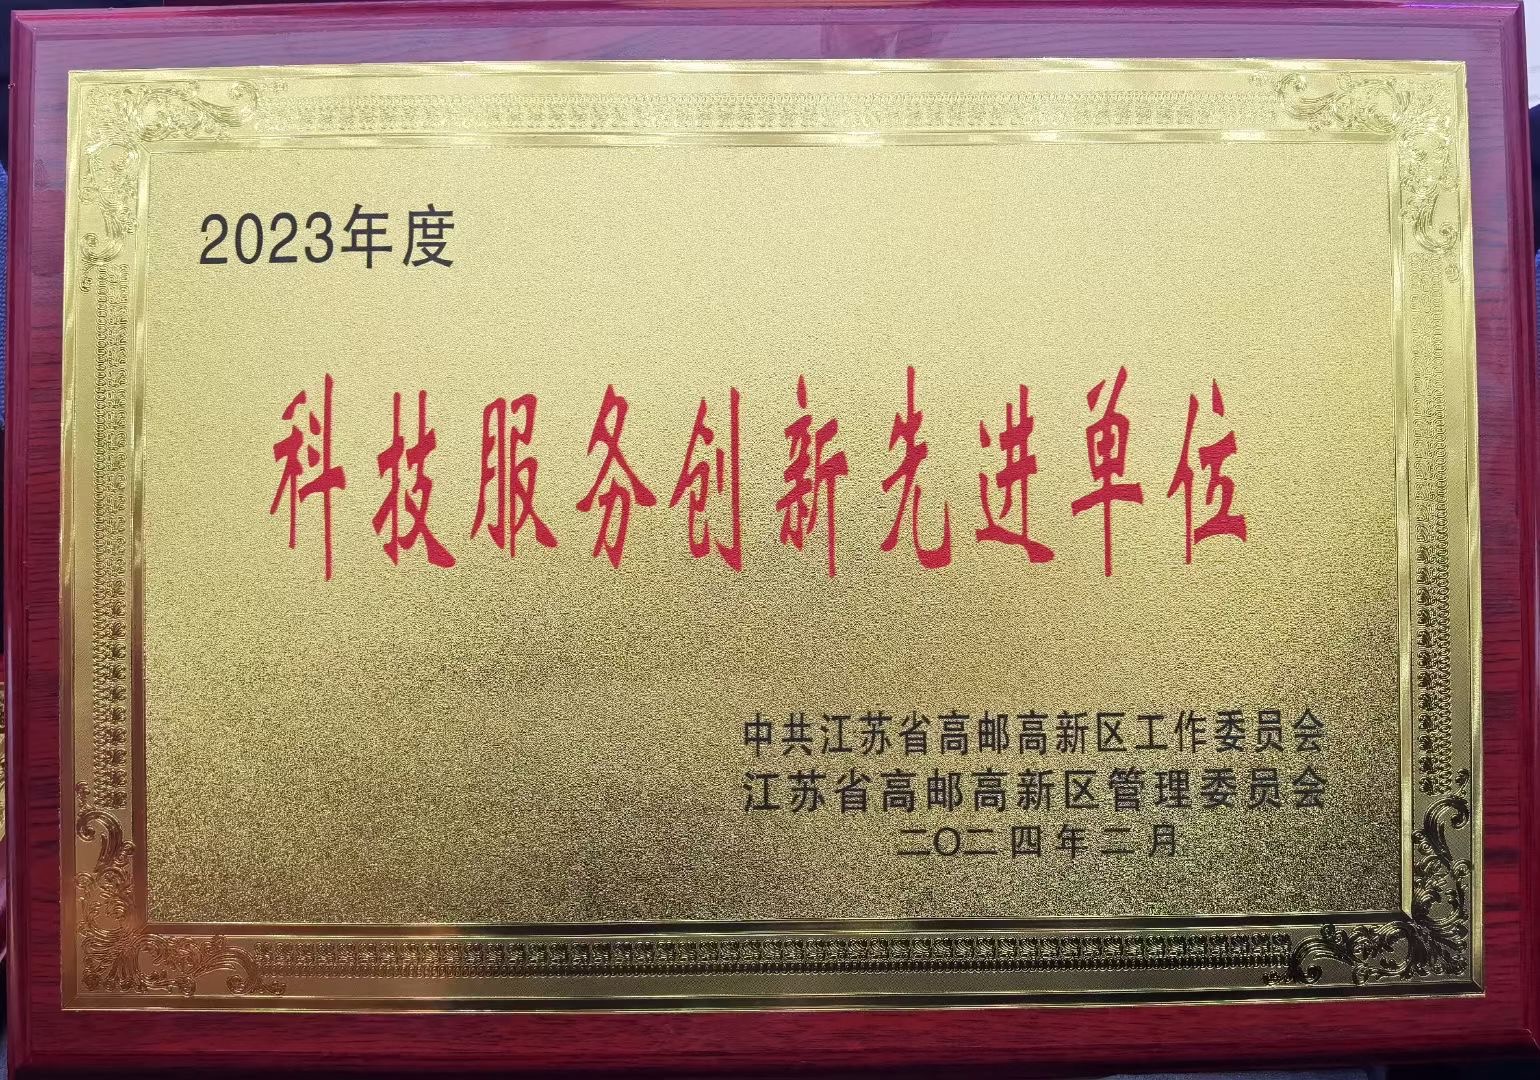 2023年度
科技服务创新先进单位
中共江苏省高邮高新区工作委员会
江苏省高邮高新区管理委员会
二〇二四年二月